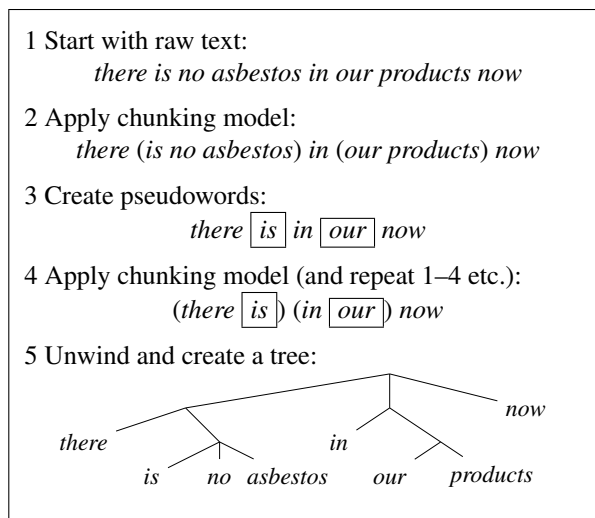 1 Start with raw text:
there is no asbestos in our products now
2 Apply chunking model:
there (is no asbestos) in (our products) now
3 Create pseudowords:
there is in our now
4 Apply chunking model (and repeat 1–4 etc.):
(there is) (in our) now
5 Unwind and create a tree:
now
there in
is no asbestos our products